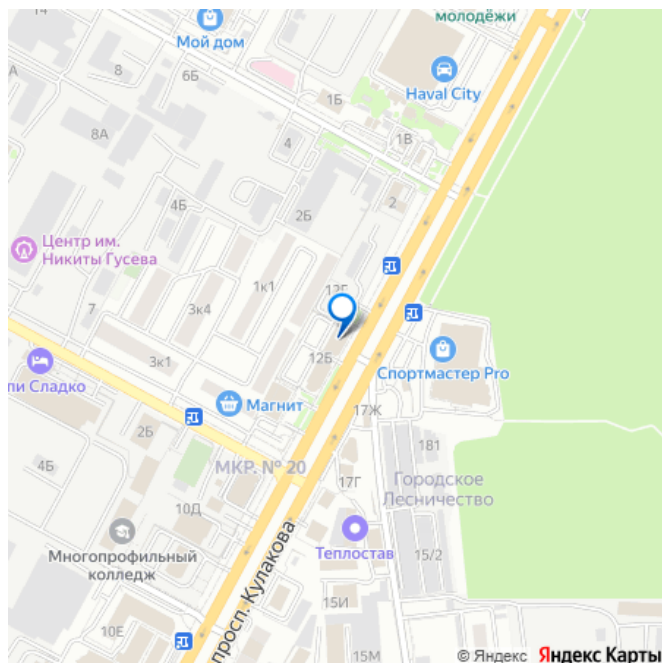 14
молодёжи
Мой дом
8
6Б
Haval City
А
1Б
8А
4
1В
4Б
2
2Б
Центр им.
Никиты Гусева
1к1
7
3к4
3к1
12Б
Спортмастер Pro
пи Сладко
Магнит
17Ж
2Б
МКР. № 20
181
4Б
17Г
Городское
Лесничество
10Д
Многопрофильный
колледж
Теплостав
15/2
просп. Кулакова
15И
10Е
15М
© Яндекс Яндекс Карты